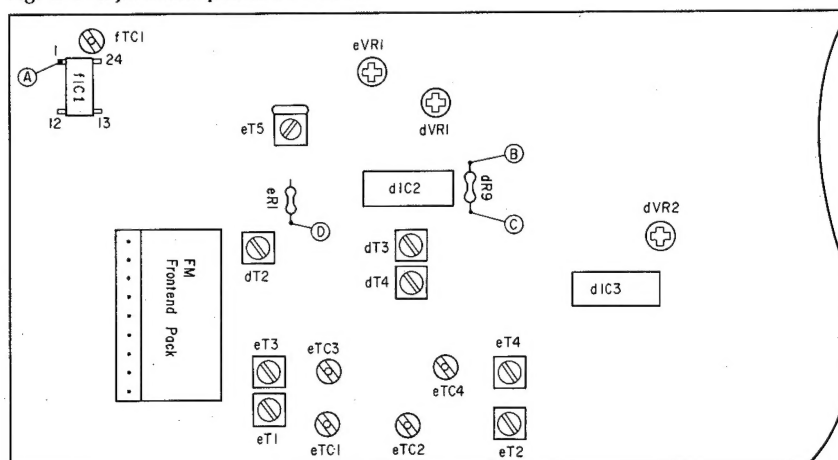 fTC1
1
24
A
fIC1
12
13
eVR1
dVR1
eT5
B
dIC2
dR9
eR1
D
C
dVR2
FM
Frontend Pack
dT2
dT3
dT4
dIC3
eT3
eTC3
eT4
eTC4
eT1
eTC1
eTC2
eT2